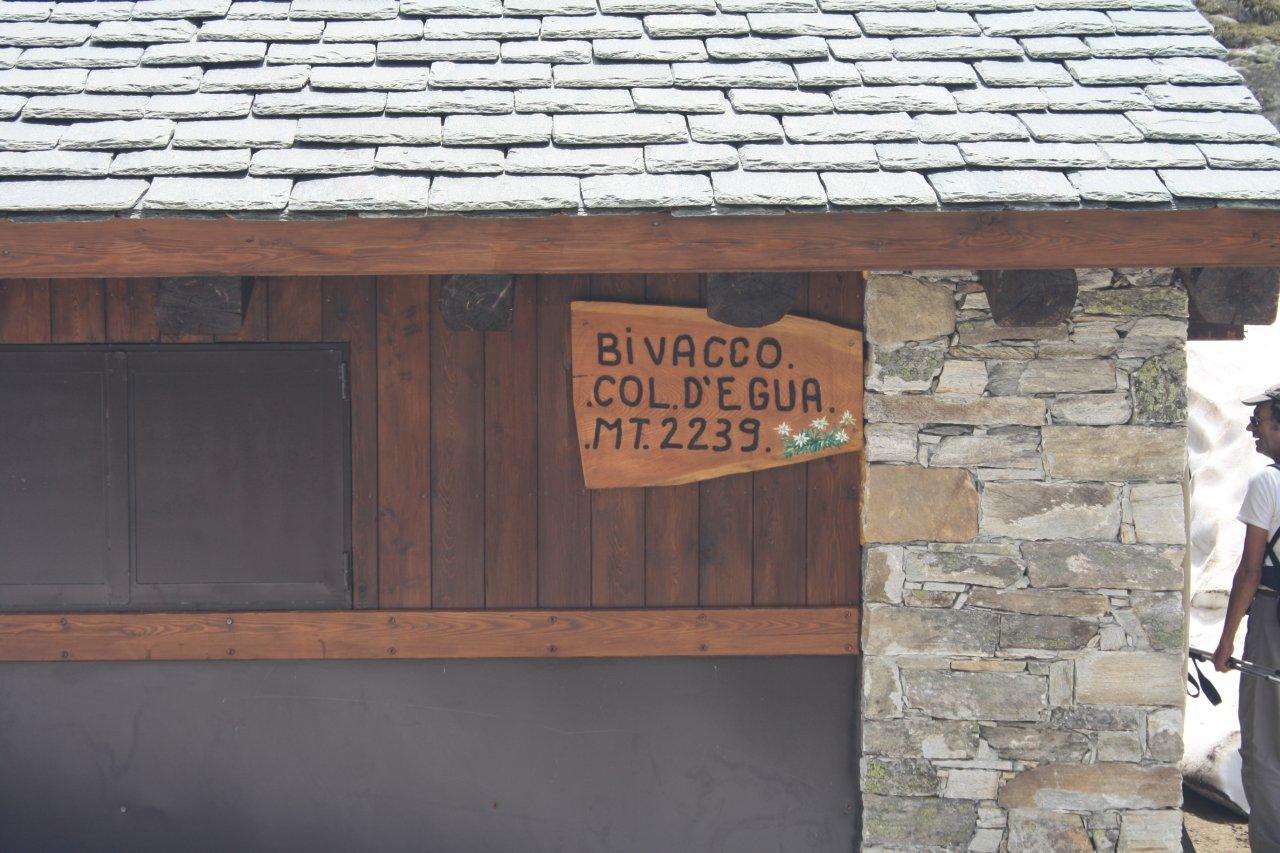 BiVACCO.
.COL.D'EGUA.
.MT.2239.